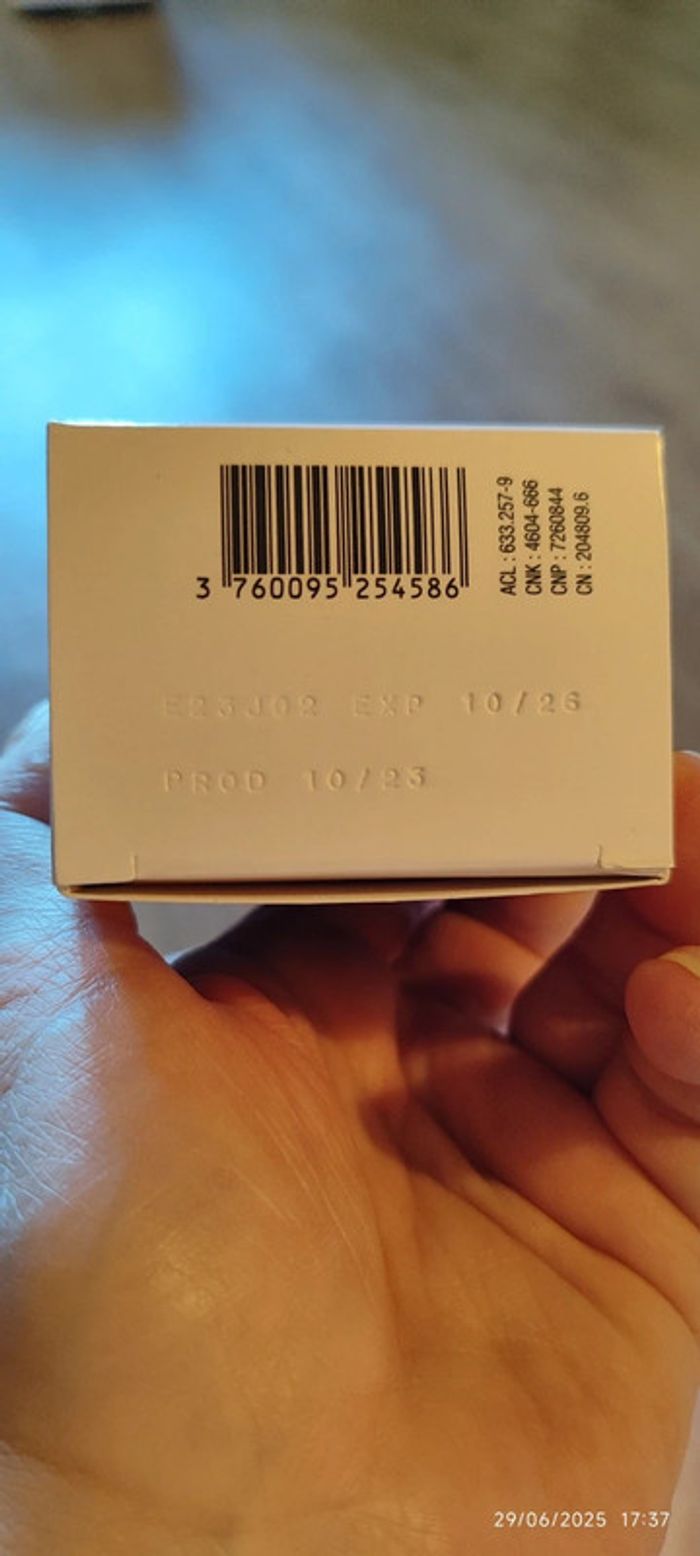 3 760095 254586
ACL : 633.257-9
CNK : 4604-666
CNP : 7260844
CN : 204809.6
E23J02 EXP 10/26
PROD 10/23
29/06/2025 17:37